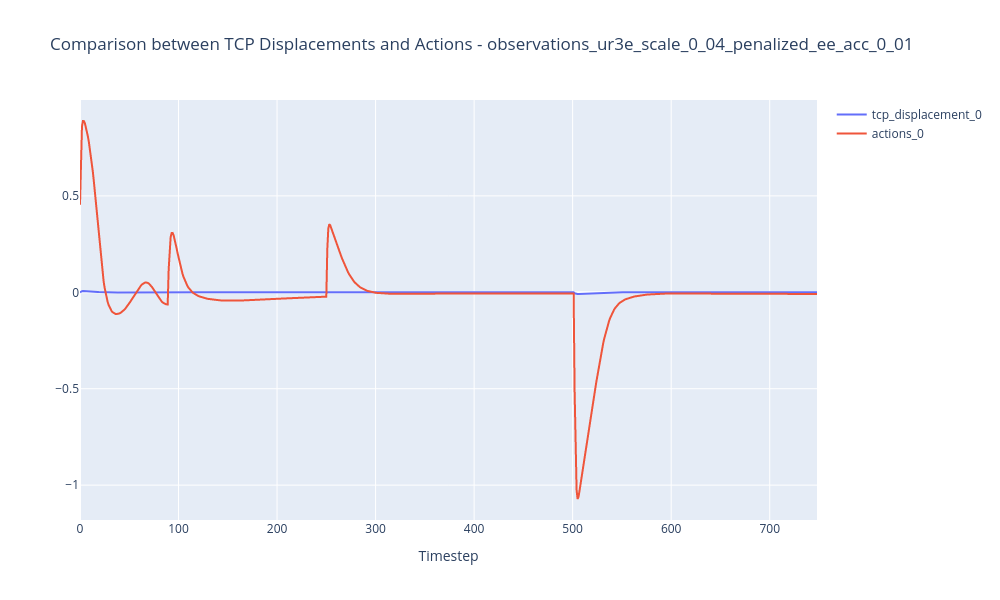 Comparison between TCP Displacements and Actions - observations_ur3e_scale_0_04_penalized_ee_acc_0_01
tcp_displacement_0
actions_0
0.5
0
−0.5
−1
0 100 200 300 400 500 600 700
Timestep